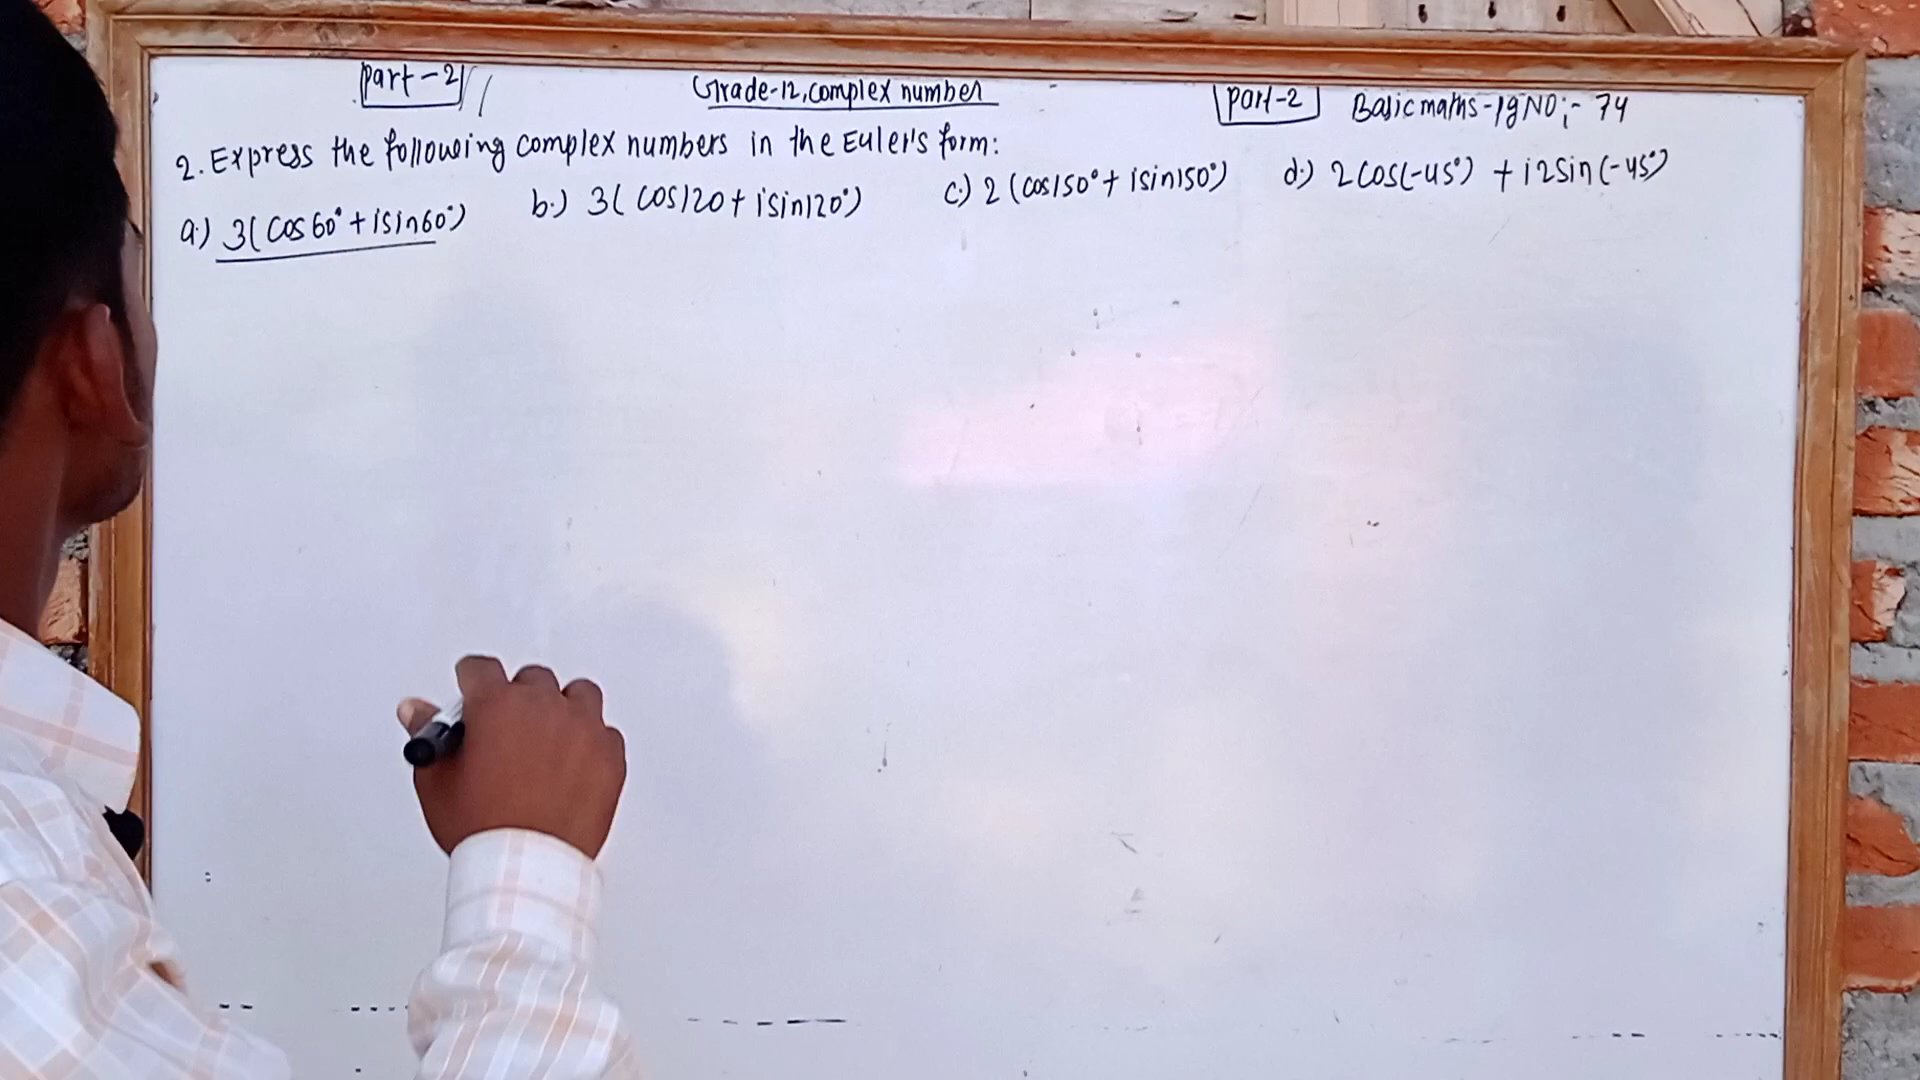 Part-2 Grade-12, complex number Part-2 Basic maths - Pg NO:- 74
2. Express the following complex numbers in the Euler's form:
a.) 3(Cos60° + isin60°) b.) 3( Cos120 + isin120°) c.) 2 (cos150° + isin150°) d.) 2Cos(-45°) + i2Sin(-45°)